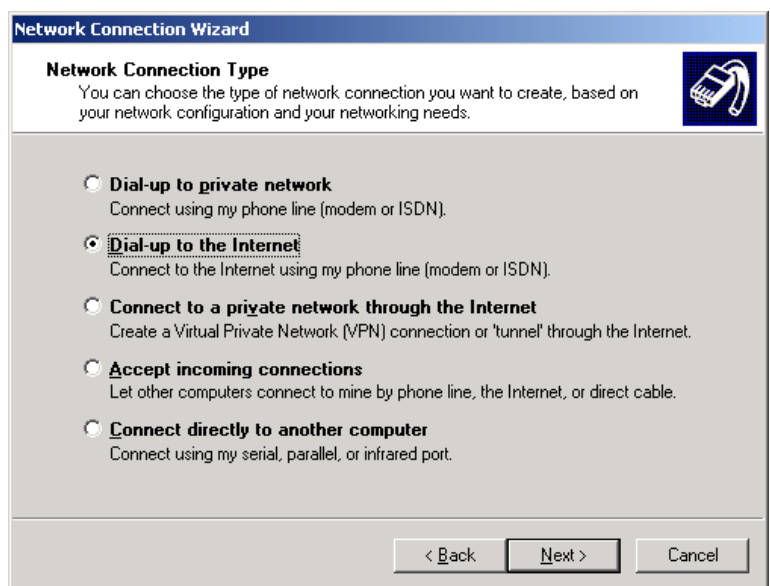 Network Connection Wizard
Network Connection Type
You can choose the type of network connection you want to create, based on
your network configuration and your networking needs.
Dial-up to private network
Connect using my phone line (modem or ISDN).
Dial-up to the Internet
Connect to the Internet using my phone line (modem or ISDN).
Connect to a private network through the Internet
Create a Virtual Private Network (VPN) connection or 'tunnel' through the Internet.
Accept incoming connections
Let other computers connect to mine by phone line, the Internet, or direct cable.
Connect directly to another computer
Connect using my serial, parallel, or infrared port.
< Back Next > Cancel